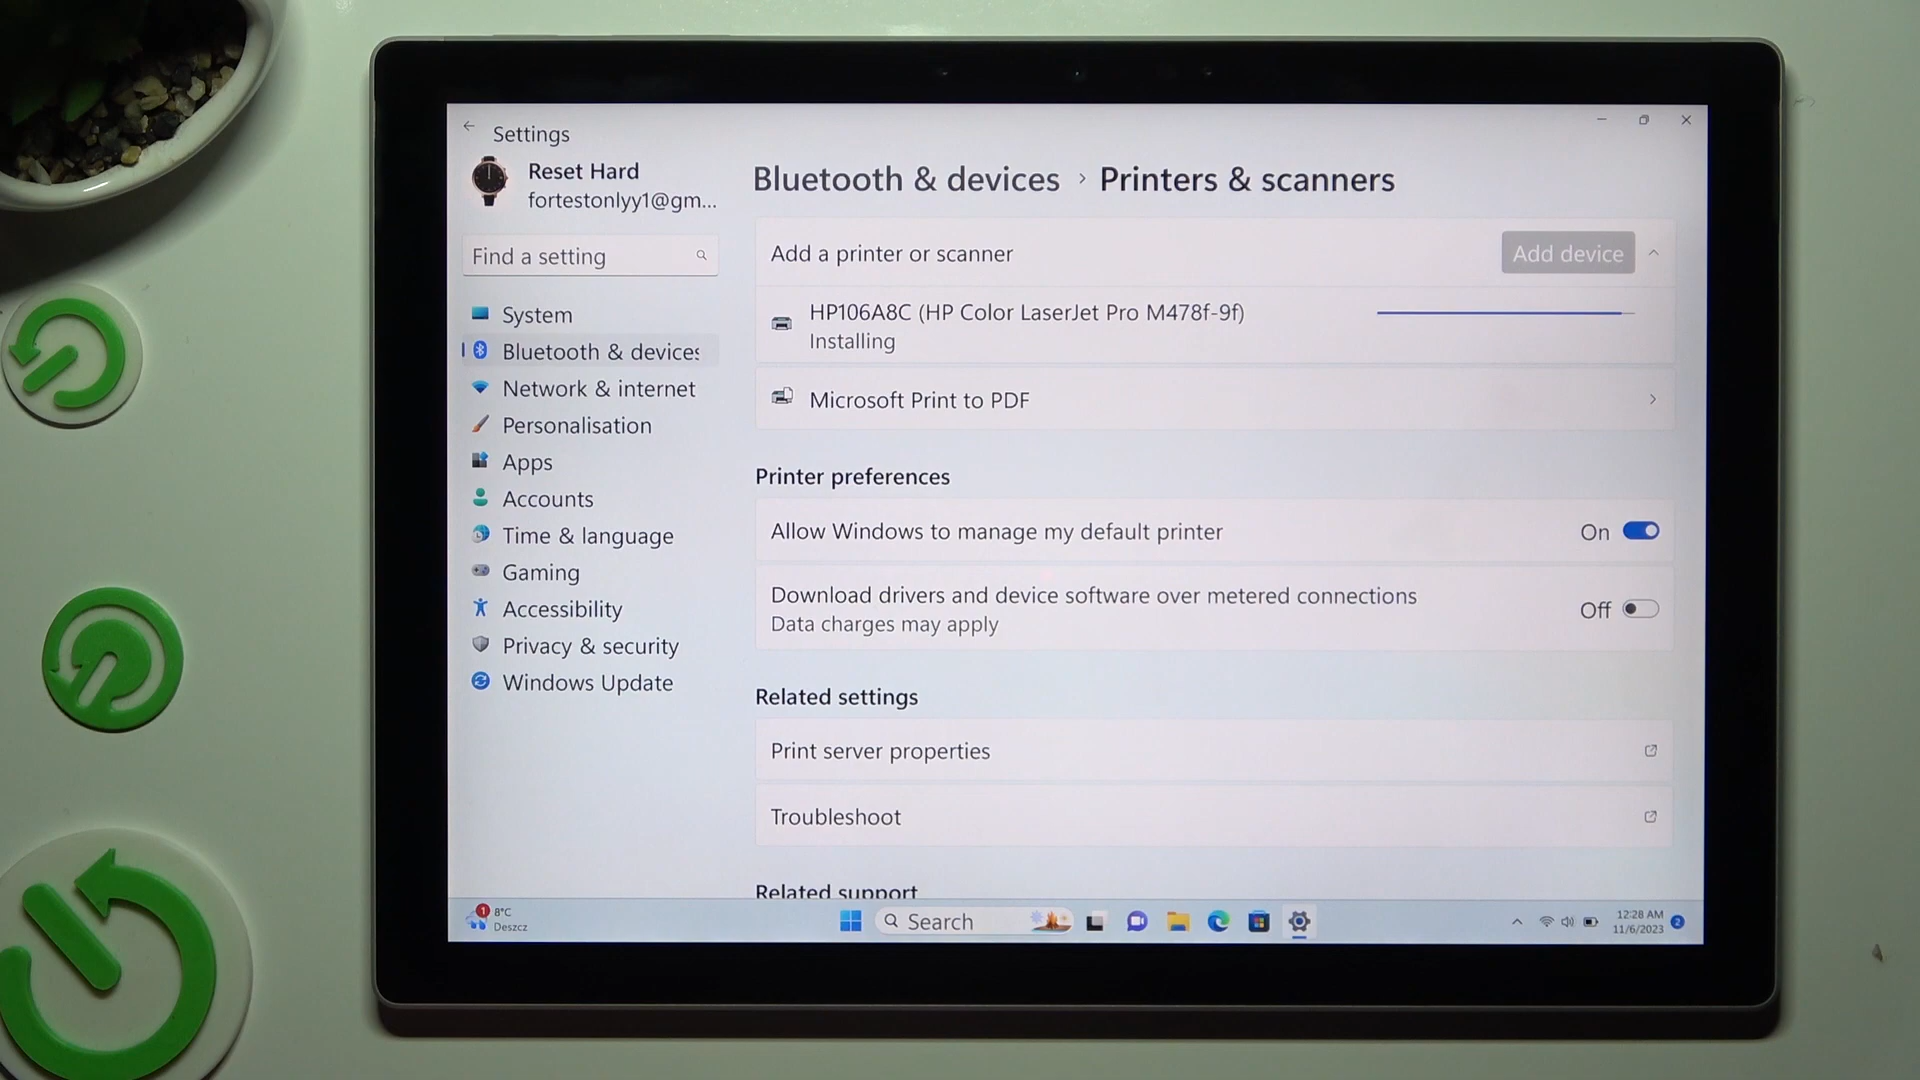 Settings
Reset Hard
fortestonlyy1@gm...
Find a setting
System
Bluetooth & devices
Network & internet
Personalisation
Apps
Accounts
Time & language
Gaming
Accessibility
Privacy & security
Windows Update
Bluetooth & devices › Printers & scanners
Add a printer or scanner
Add device
HP106A8C (HP Color LaserJet Pro M478f-9f)
Installing
Microsoft Print to PDF
Printer preferences
Allow Windows to manage my default printer
On
Download drivers and device software over metered connections
Data charges may apply
Off
Related settings
Print server properties
Troubleshoot
Related support
1
8°C
Deszcz
Search
12:28 AM
11/6/2023
2